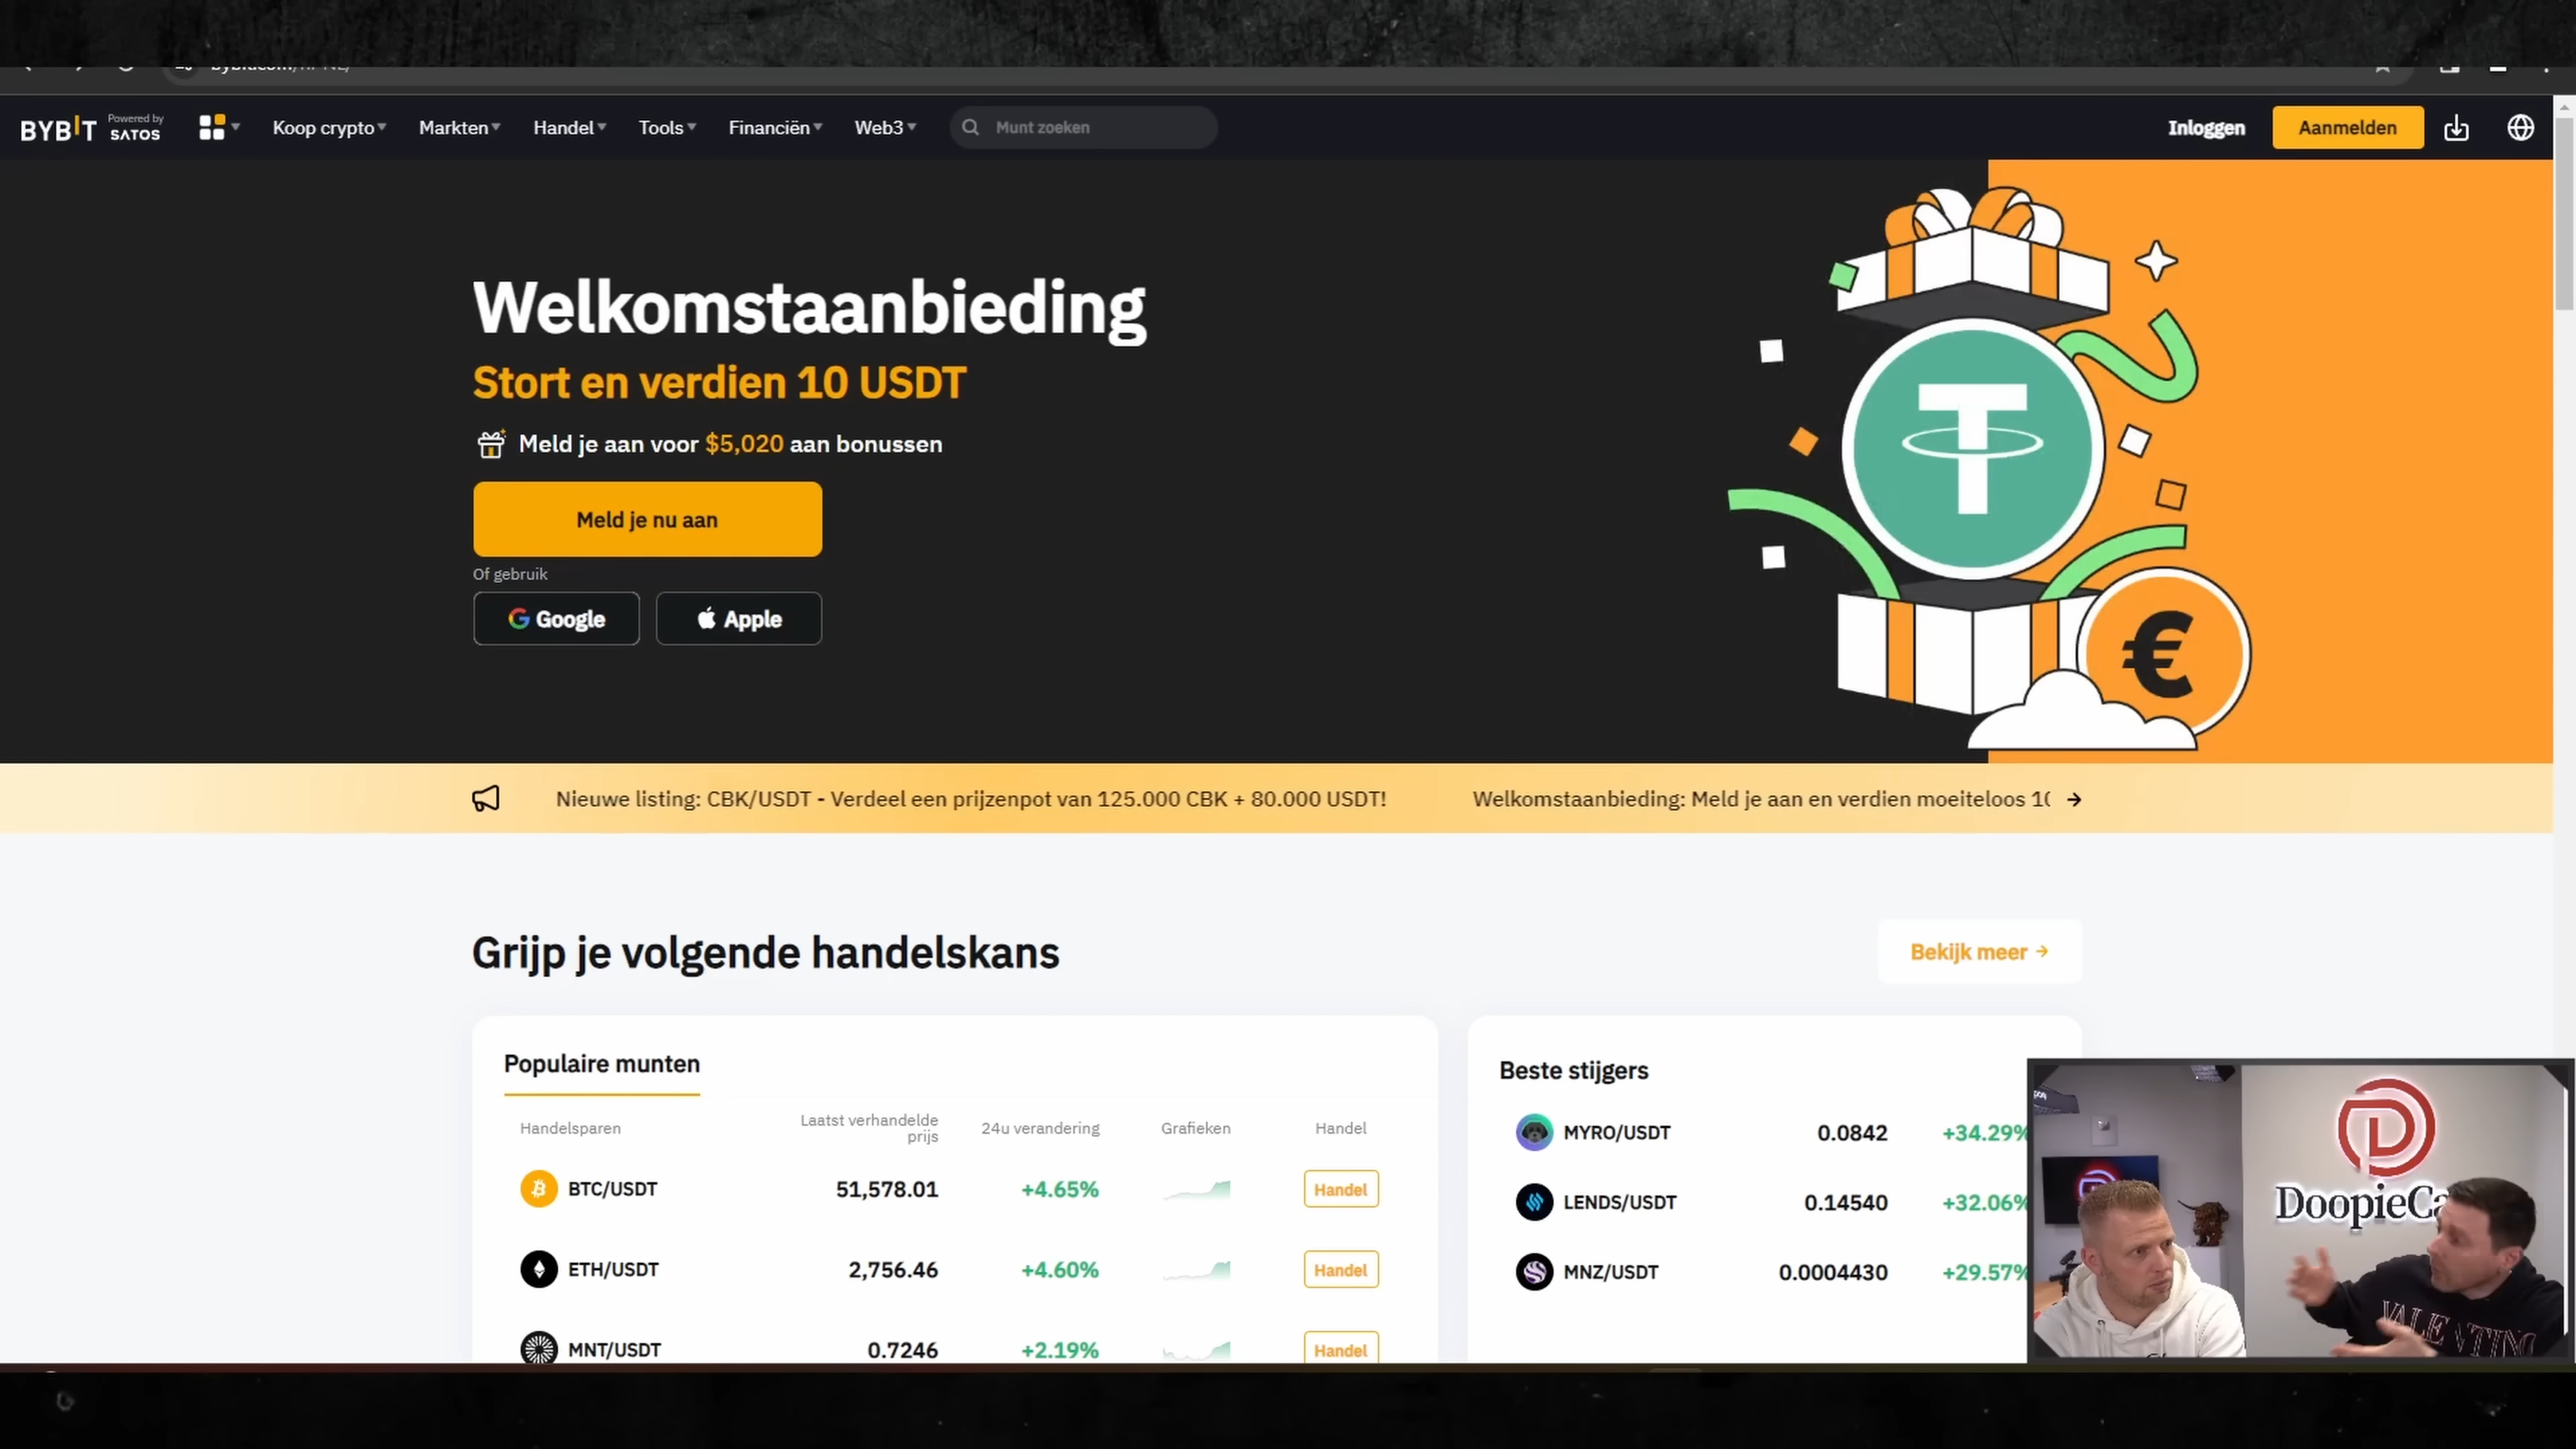 BYBIT Powered by SATOS
Koop crypto
Markten
Handel
Tools
Financiën
Web3
Munt zoeken
Inloggen
Aanmelden
Welkomstaanbieding
Stort en verdien 10 USDT
Meld je aan voor $5,020 aan bonussen
Meld je nu aan
Of gebruik
Google
Apple
Nieuwe listing: CBK/USDT - Verdeel een prijzenpot van 125.000 CBK + 80.000 USDT!
Welkomstaanbieding: Meld je aan en verdien moeiteloos
Grijp je volgende handelskans
Bekijk meer
Populaire munten
Handelsparen
Laatst verhandelde
prijs
24u verandering
Grafieken
Handel
BTC/USDT 51,578.01 +4.65% Handel
ETH/USDT 2,756.46 +4.60% Handel
MNT/USDT 0.7246 +2.19% Handel
Beste stijgers
MYRO/USDT 0.0842 +34.29%
LENDS/USDT 0.14540 +32.06%
MNZ/USDT 0.0004430 +29.57%
VALENTINO